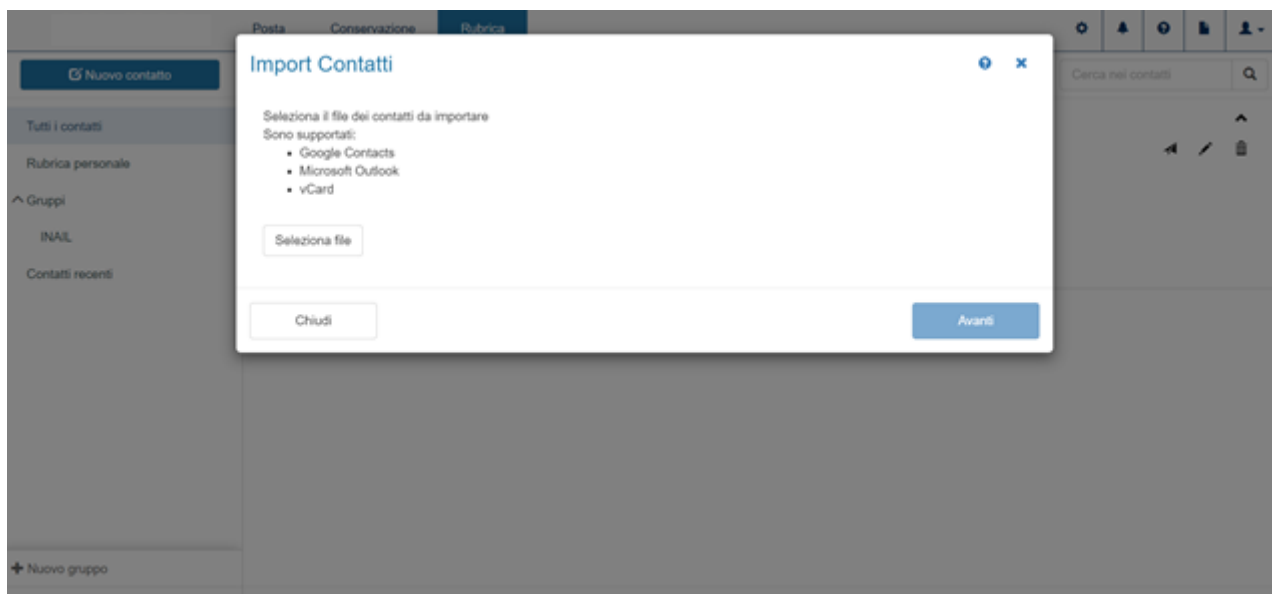 Posta Conservazione Rubrica
Nuovo contatto
Import Contatti
Cerca nei contatti
Seleziona il file dei contatti da importare
Sono supportati:
Google Contacts
Microsoft Outlook
vCard
Tutti i contatti
Rubrica personale
Gruppi
INAIL
Contatti recenti
Seleziona file
Chiudi
Avanti
Nuovo gruppo